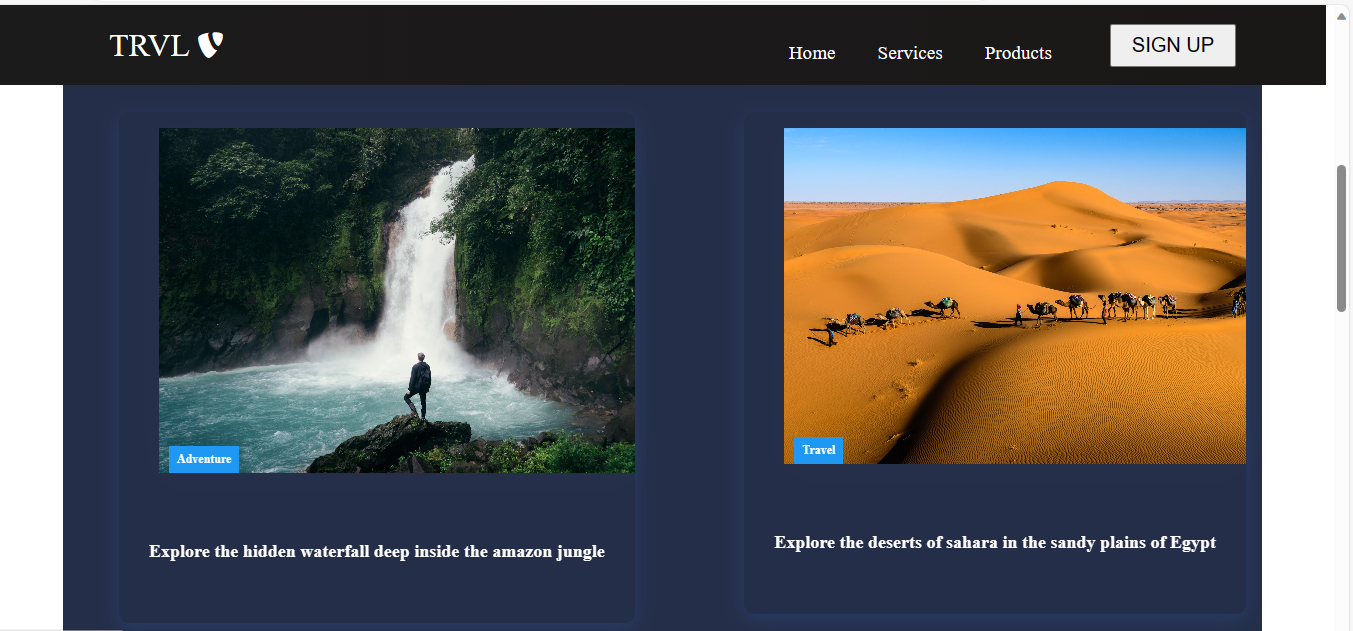 TRVL
Home Services Products SIGN UP
Adventure
Travel
Explore the hidden waterfall deep inside the amazon jungle
Explore the deserts of sahara in the sandy plains of Egypt